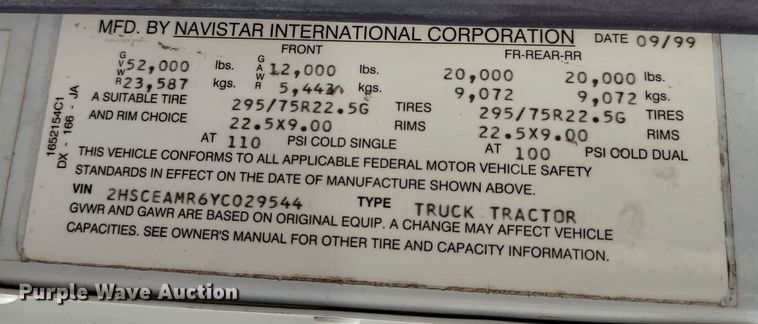 MFD. BY NAVISTAR INTERNATIONAL CORPORATION DATE 09/99
FRONT FR-REAR-RR
GVWR 52,000 lbs. GAWR 12,000 lbs. 20,000 20,000 lbs.
23,587 kgs. 5,443 kgs. 9,072 9,072 kgs.
A SUITABLE TIRE 295/75R22.5G TIRES 295/75R22.5G TIRES
AND RIM CHOICE 22.5X9.00 RIMS 22.5X9.00 RIMS
AT 110 PSI COLD SINGLE AT 100 PSI COLD DUAL
THIS VEHICLE CONFORMS TO ALL APPLICABLE FEDERAL MOTOR VEHICLE SAFETY
STANDARDS IN EFFECT ON THE DATE OF MANUFACTURE SHOWN ABOVE.
VIN 2HSCEAMR6YC029544 TYPE TRUCK TRACTOR
GVWR AND GAWR ARE BASED ON ORIGINAL EQUIP. A CHANGE MAY AFFECT VEHICLE
CAPACITIES. SEE OWNER'S MANUAL FOR OTHER TIRE AND CAPACITY INFORMATION.
1652154C1
DX - 166 - JA
Purple Wave Auction